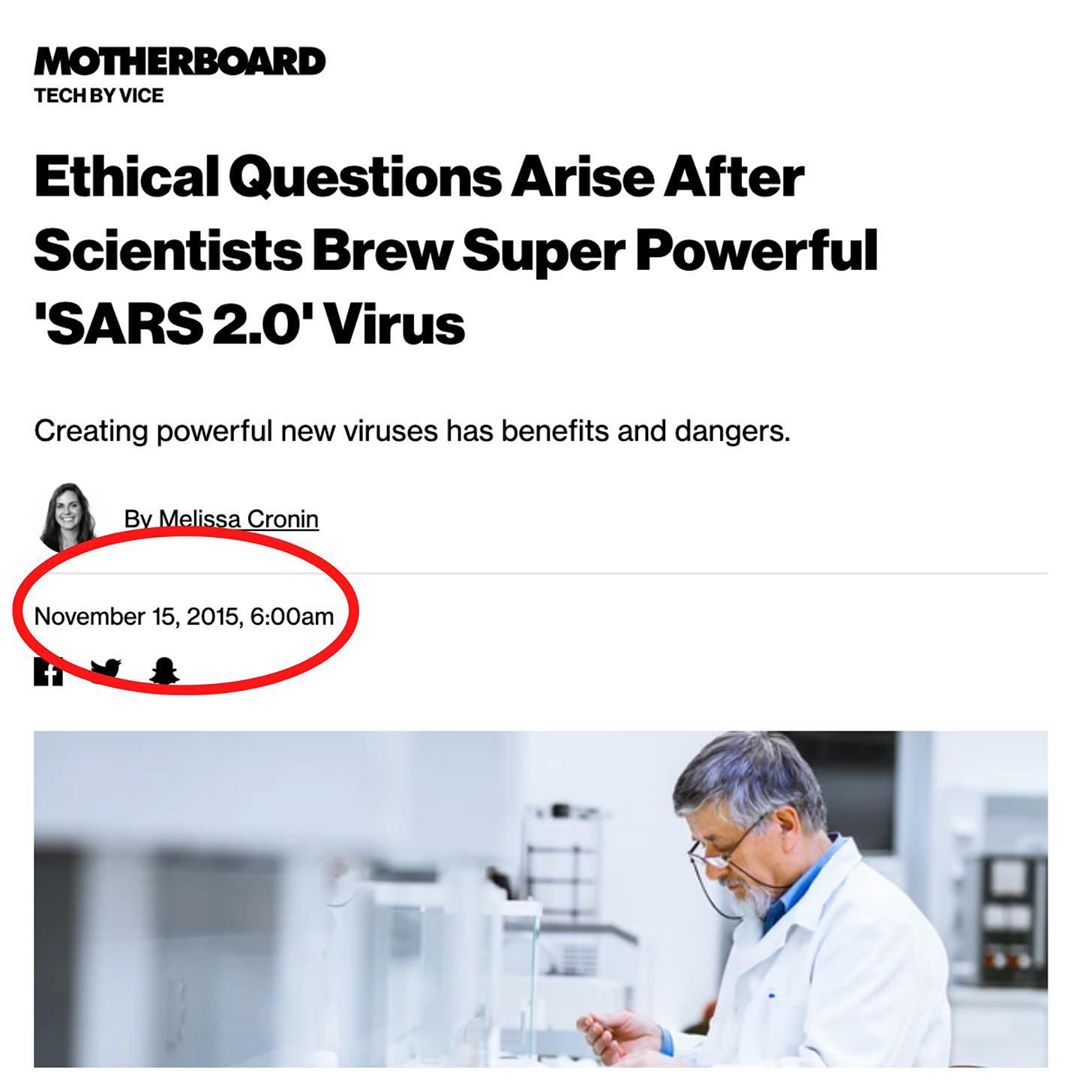 MOTHERBOARD
TECH BY VICE
Ethical Questions Arise After
Scientists Brew Super Powerful
'SARS 2.0' Virus
Creating powerful new viruses has benefits and dangers.
By Melissa Cronin
November 15, 2015, 6:00am